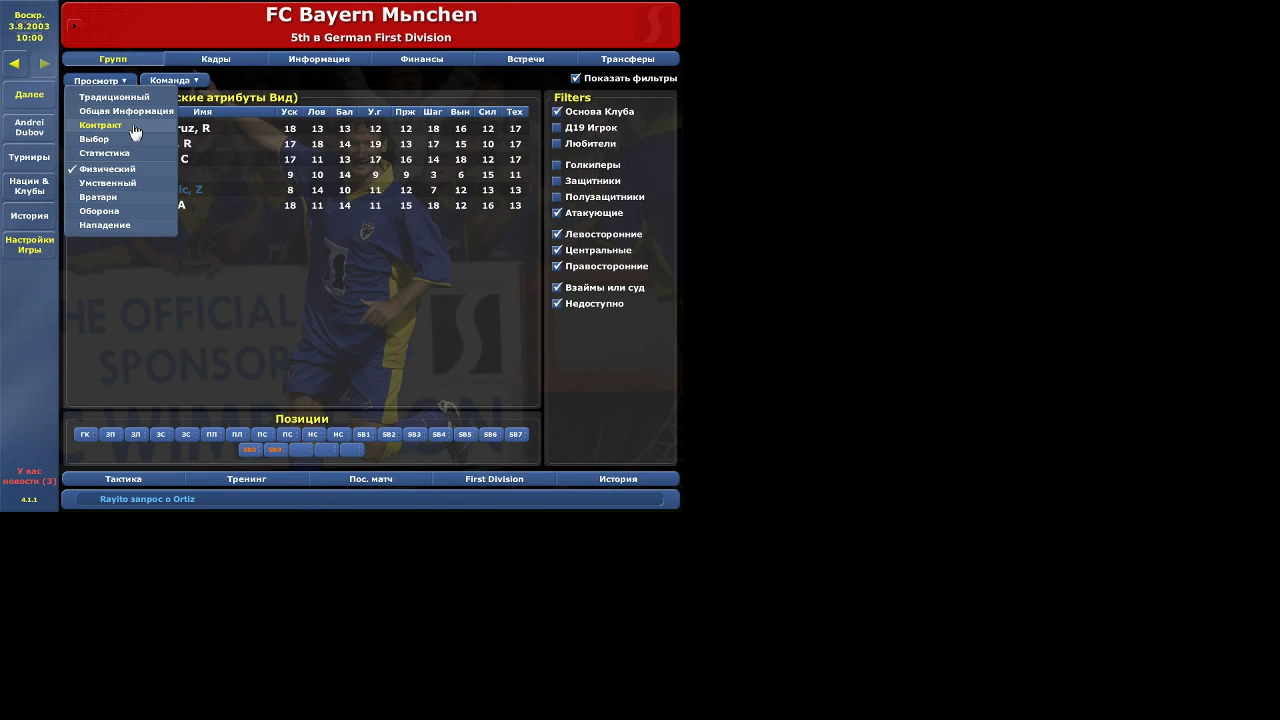 Воскр.
3.8.2003
10:00
Далее
Andrei
Dubov
Турниры
Нации &
Клубы
История
Настройки
Игры
У вас
новости (3)
4.1.1
FC Bayern Mьnchen
5th в German First Division
Групп Кадры Информация Финансы Встречи Трансферы
Просмотр Команда Показать фильтры
Традиционный
Общая Информация
Контракт
Выбор
Статистика
Физический
Умственный
Вратари
Оборона
Нападение
ские атрибуты Вид)
Имя Уск Лов Бал У.г Прж Шаг Вын Сил Тех
ruz, R 18 13 13 12 12 18 16 12 17
R 17 18 14 19 13 17 15 10 17
C 17 11 13 17 16 14 18 12 17
9 10 14 9 9 3 6 15 11
ic, Z 8 14 10 11 12 7 12 13 13
A 18 11 14 11 15 18 12 16 13
Filters
Основа Клуба
Д19 Игрок
Любители
Голкиперы
Защитники
Полузащитники
Атакующие
Левосторонние
Центральные
Правосторонние
Взаймы или суд
Недоступно
THE OFFICIAL
SPONSOR
Позиции
ГК ЗП ЗЛ ЗС ЗС ПП ПЛ ПС ПС НС НС SB1 SB2 SB3 SB4 SB5 SB6 SB7
SB8 SB9
Тактика Тренинг Пос. матч First Division История
Rayito запрос о Ortiz